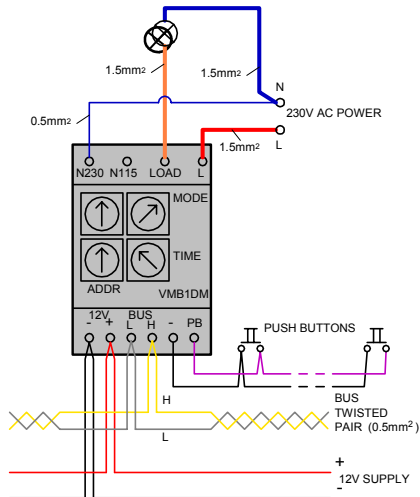 1.5mm²
1.5mm²
N
0.5mm²
230V AC POWER
L
1.5mm²
N230 N115 LOAD L
MODE
TIME
ADDR
VMB1DM
12V BUS
- + L H - PB
PUSH BUTTONS
H
BUS
TWISTED
PAIR (0.5mm²)
L
+
12V SUPPLY
-